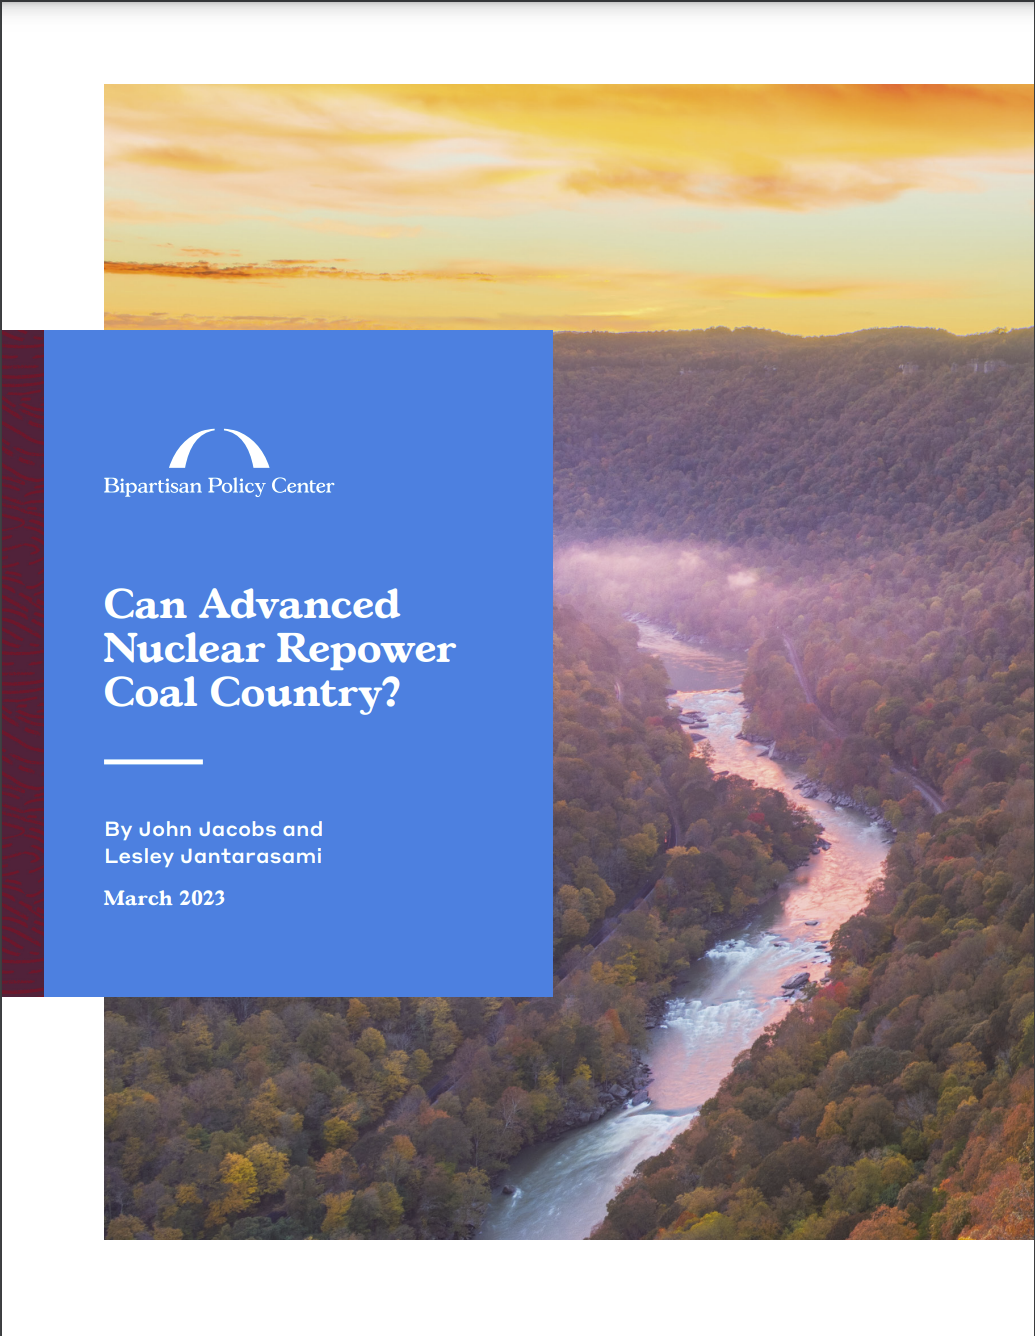 Bipartisan Policy Center
Can Advanced
Nuclear Repower
Coal Country?
By John Jacobs and
Lesley Jantarasami
March 2023